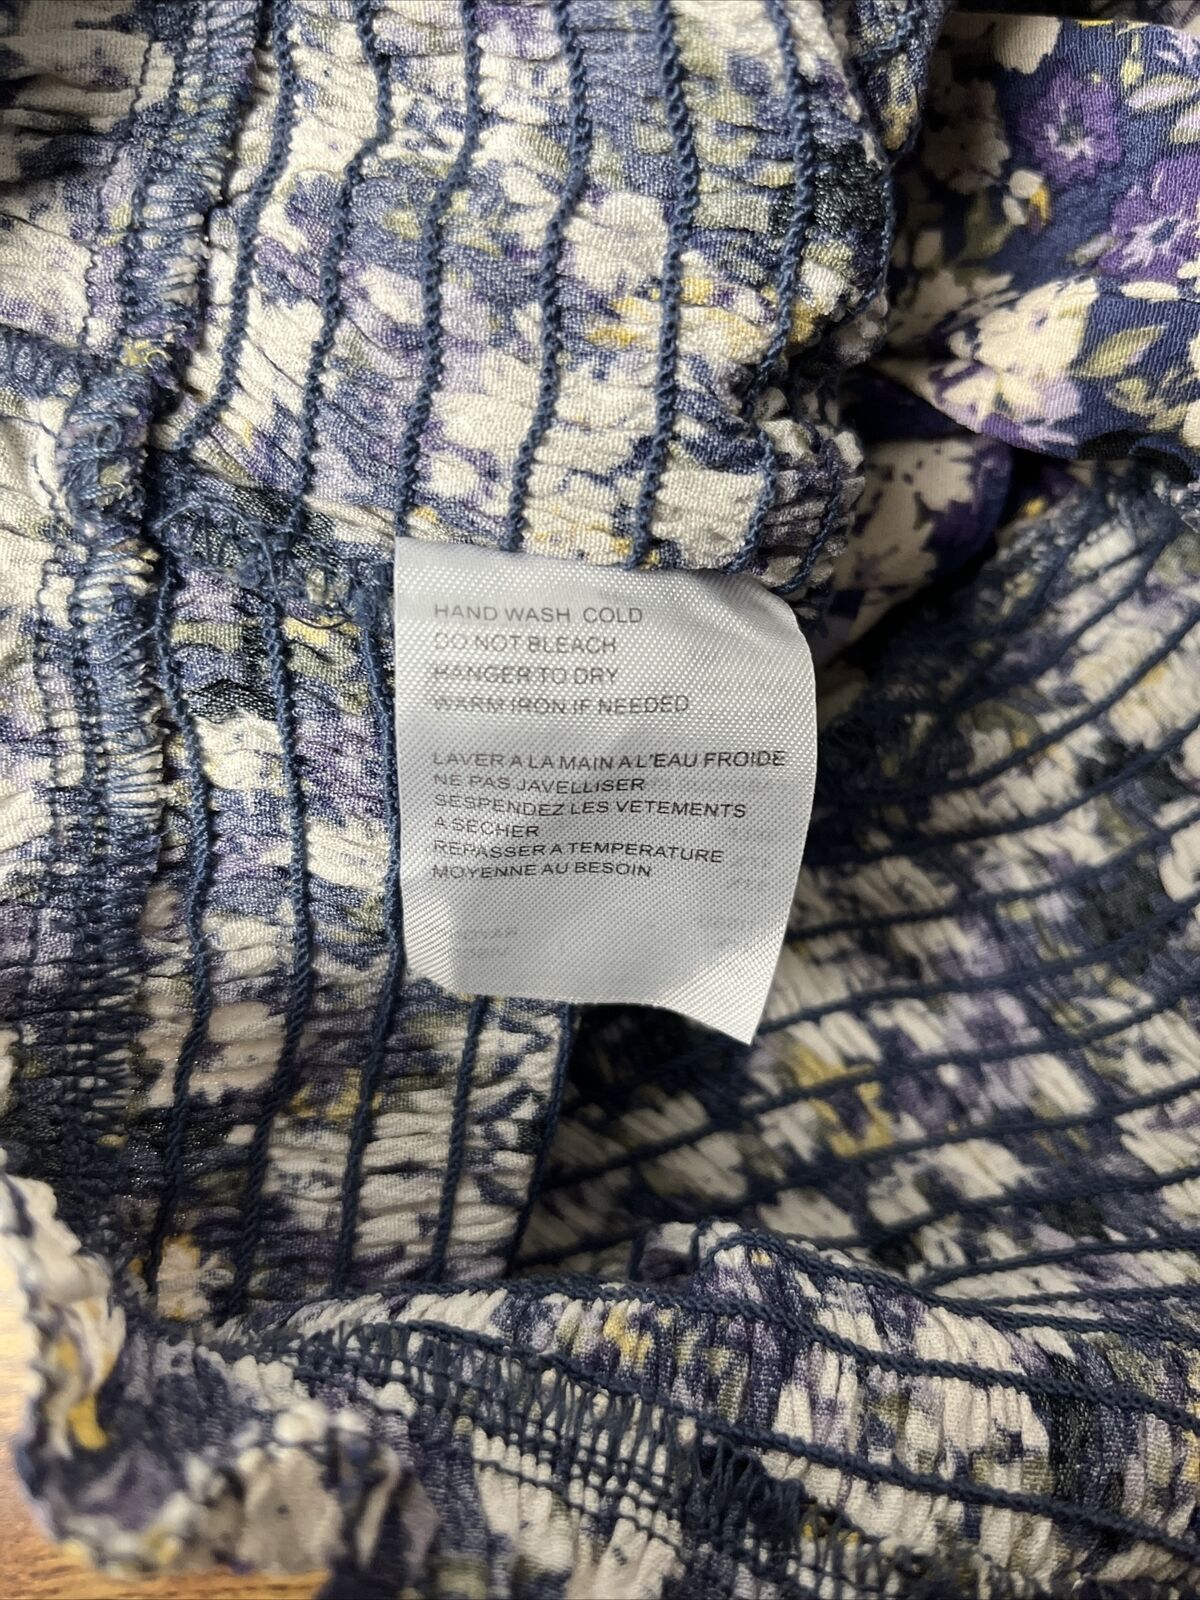 HAND WASH COLD
DO NOT BLEACH
HANGER TO DRY
WARM IRON IF NEEDED
LAVER A LA MAIN A L'EAU FROIDE
NE PAS JAVELLISER
SESPENDEZ LES VETEMENTS
A SECHER
REPASSER A TEMPERATURE
MOYENNE AU BESOIN